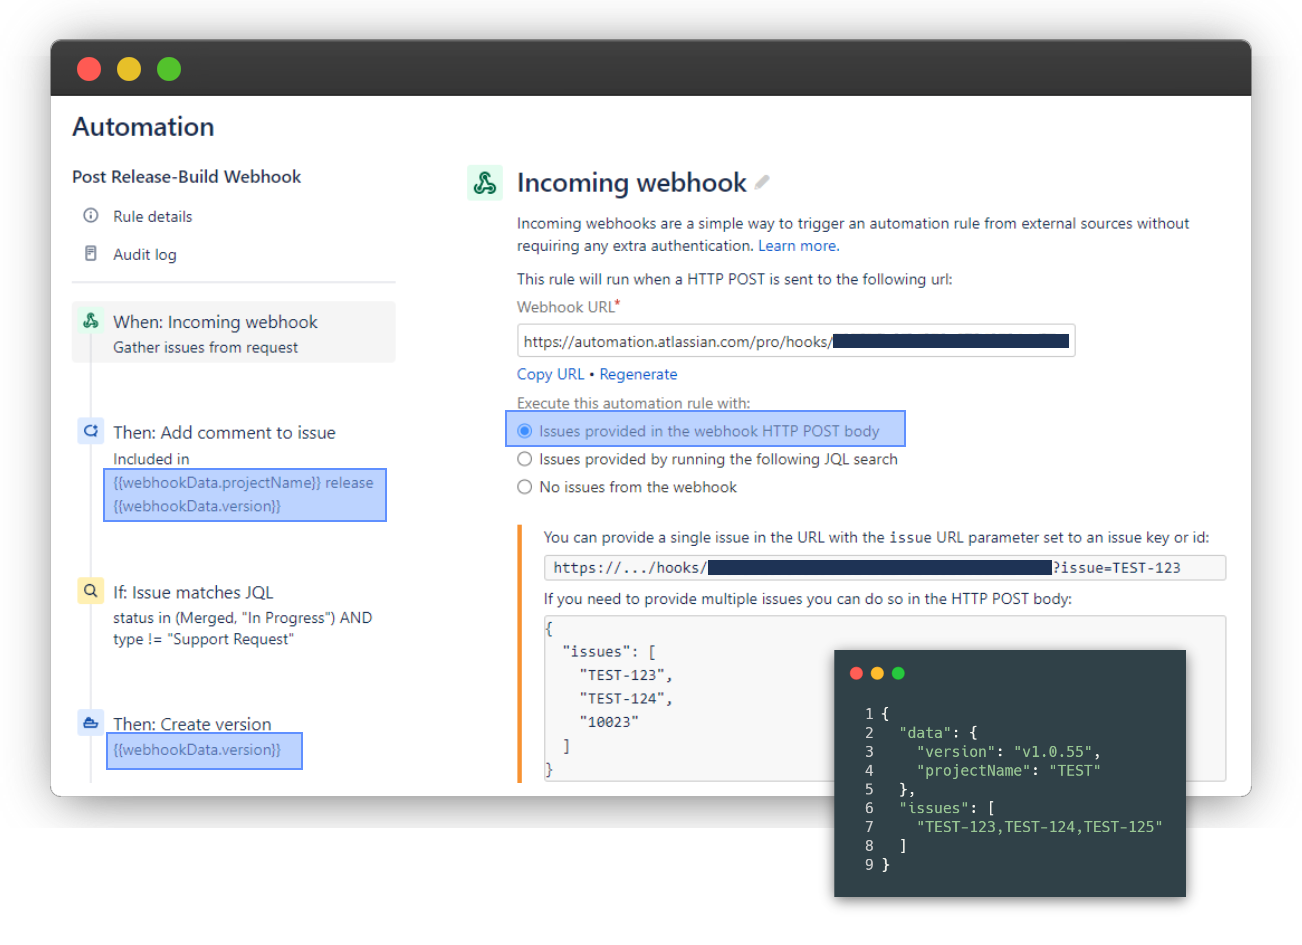 Automation
Post Release-Build Webhook
Rule details
Audit log
When: Incoming webhook
Gather issues from request
Then: Add comment to issue
Included in
{{webhookData.projectName}} release
{{webhookData.version}}
If: Issue matches JQL
status in (Merged, "In Progress") AND
type != "Support Request"
Then: Create version
{{webhookData.version}}
Incoming webhook
Incoming webhooks are a simple way to trigger an automation rule from external sources without
requiring any extra authentication. Learn more.
This rule will run when a HTTP POST is sent to the following url:
Webhook URL*
https://automation.atlassian.com/pro/hooks/
Copy URL • Regenerate
Execute this automation rule with:
Issues provided in the webhook HTTP POST body
Issues provided by running the following JQL search
No issues from the webhook
You can provide a single issue in the URL with the issue URL parameter set to an issue key or id:
https://.../hooks/ ?issue=TEST-123
If you need to provide multiple issues you can do so in the HTTP POST body:
{
"issues": [
"TEST-123",
"TEST-124",
"10023"
]
}
1 {
2 "data": {
3 "version": "v1.0.55",
4 "projectName": "TEST"
5 },
6 "issues": [
7 "TEST-123,TEST-124,TEST-125"
8 ]
9 }